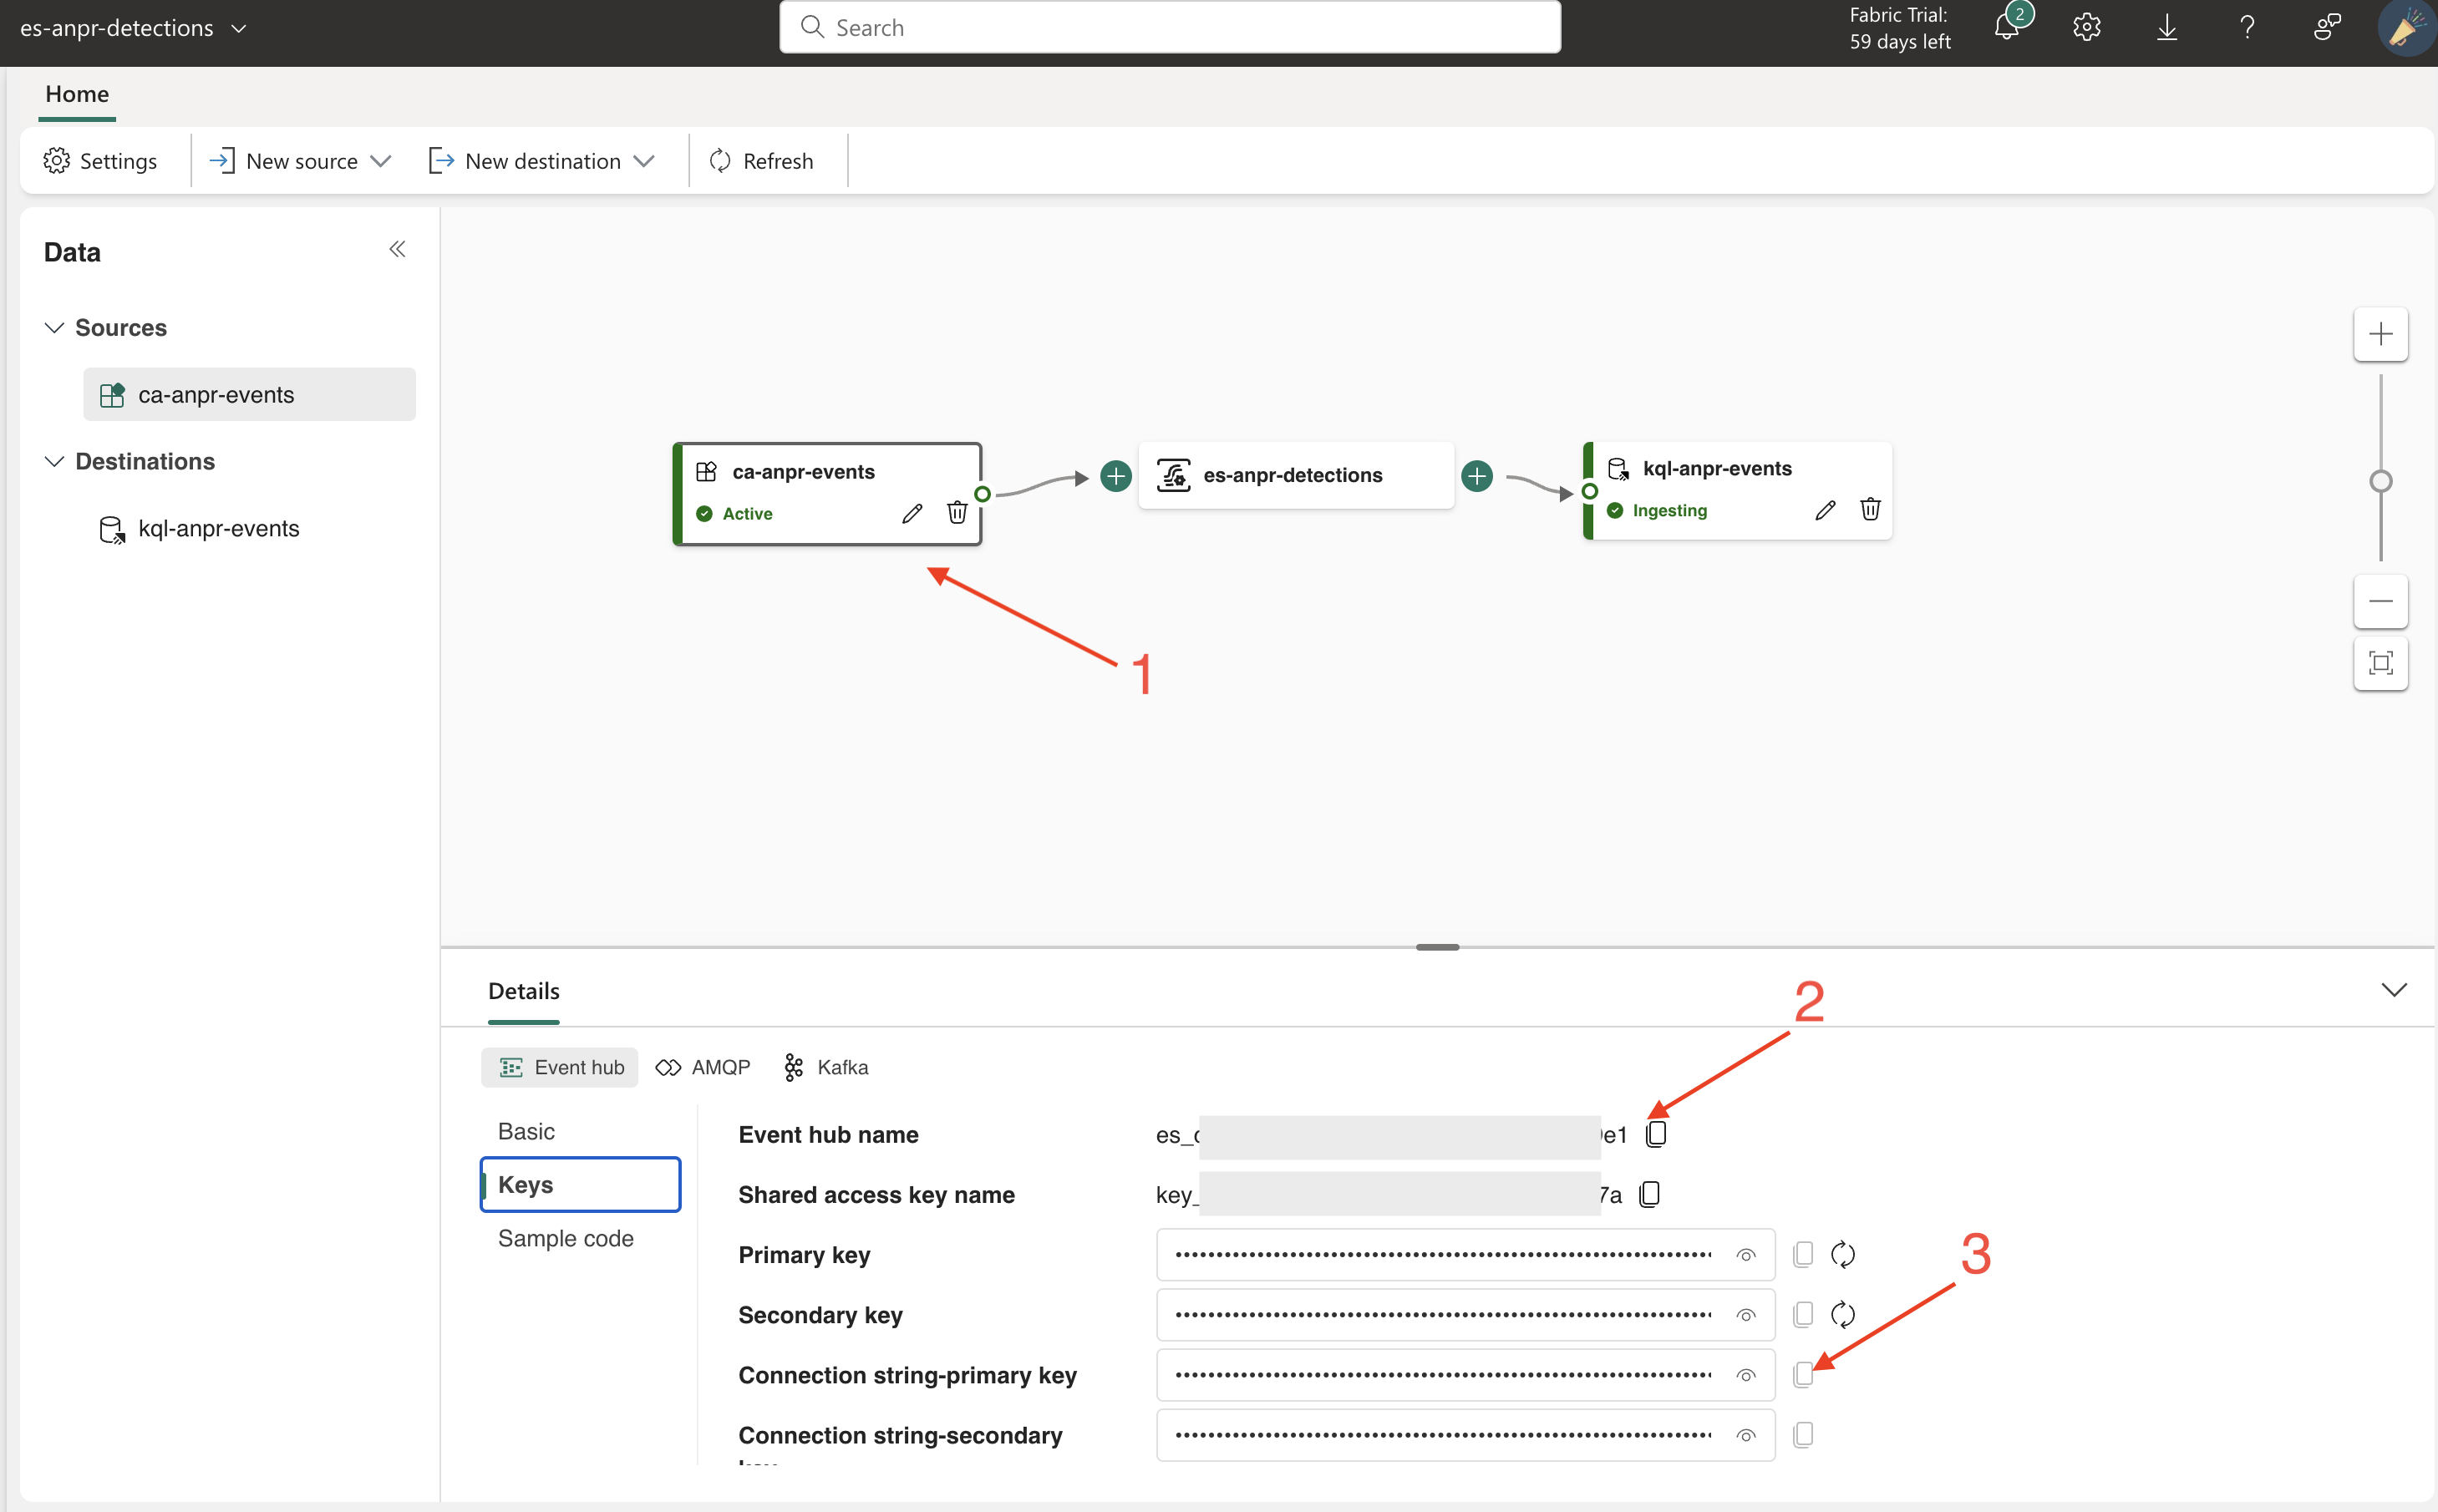 es-anpr-detections
Search
Fabric Trial:
59 days left
2
Home
Settings
New source
New destination
Refresh
Data
Sources
ca-anpr-events
Destinations
kql-anpr-events
ca-anpr-events
Active
es-anpr-detections
kql-anpr-events
Ingesting
1
Details
2
Event hub
AMQP
Kafka
Basic
Keys
Sample code
Event hub name
es_
e1
Shared access key name
key_
7a
Primary key
3
Secondary key
Connection string-primary key
Connection string-secondary